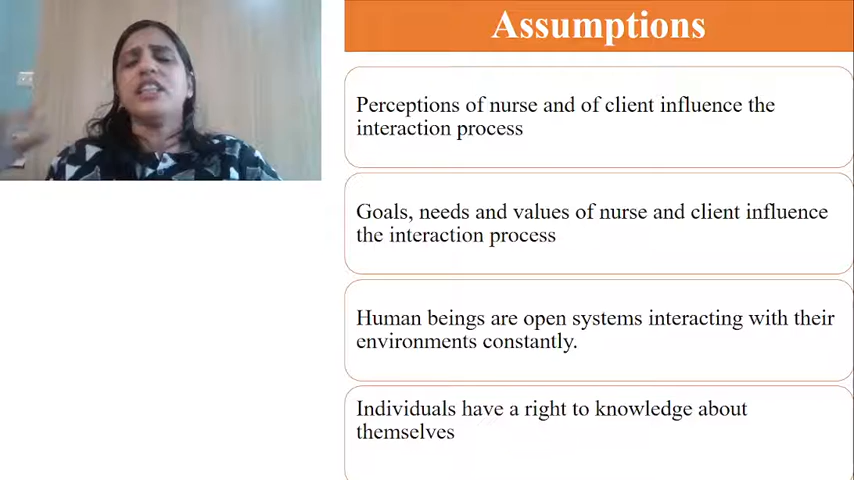 Assumptions
Perceptions of nurse and of client influence the
interaction process
Goals, needs and values of nurse and client influence
the interaction process
Human beings are open systems interacting with their
environments constantly.
Individuals have a right to knowledge about
themselves